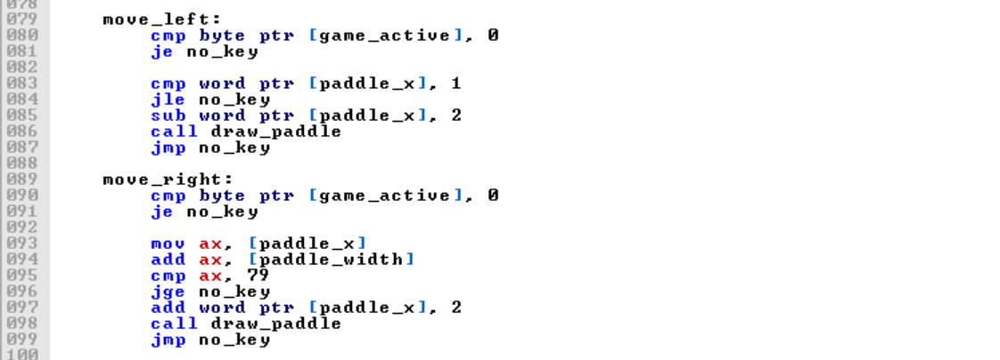 078
079 move_left:
080 cmp byte ptr [game_active], 0
081 je no_key
082
083 cmp word ptr [paddle_x], 1
084 jle no_key
085 sub word ptr [paddle_x], 2
086 call draw_paddle
087 jmp no_key
088
089 move_right:
090 cmp byte ptr [game_active], 0
091 je no_key
092
093 mov ax, [paddle_x]
094 add ax, [paddle_width]
095 cmp ax, 79
096 jge no_key
097 add word ptr [paddle_x], 2
098 call draw_paddle
099 jmp no_key
100